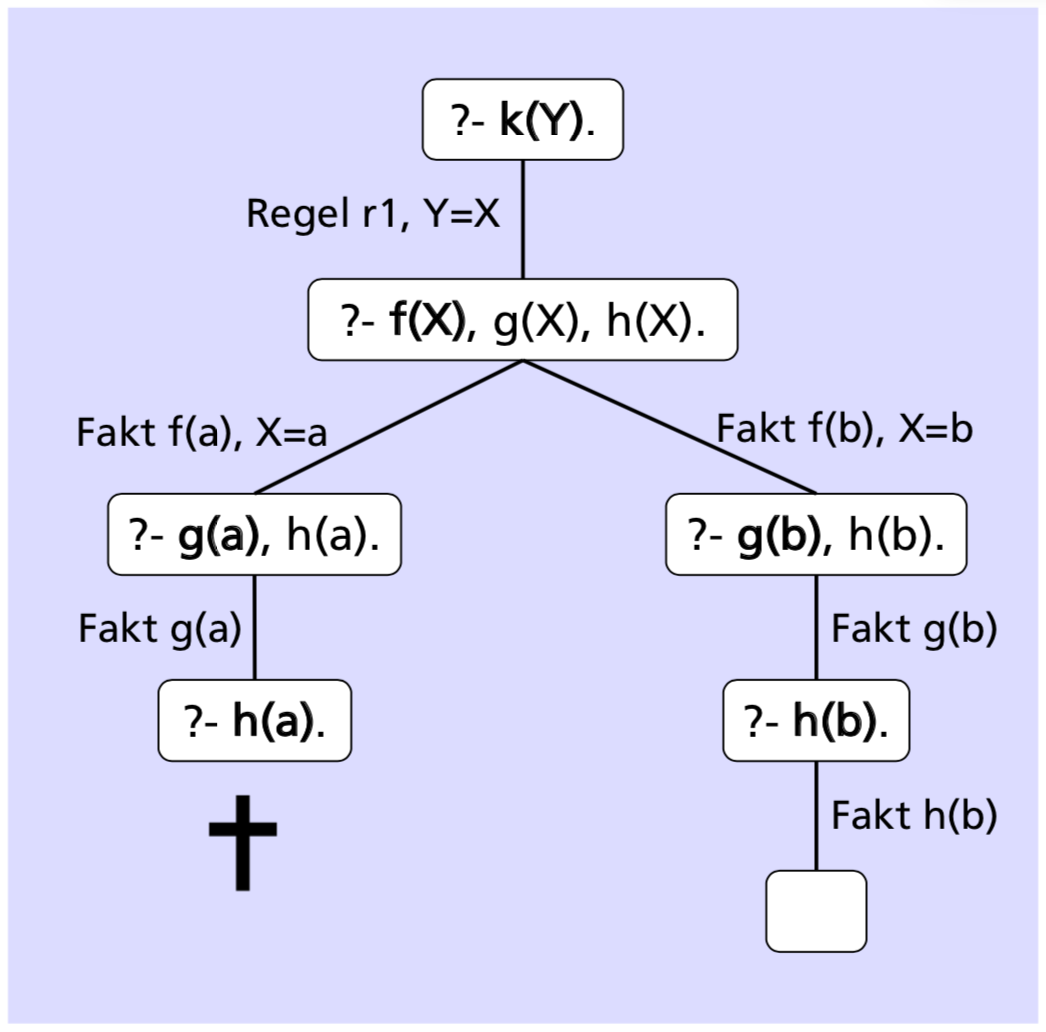 ?- k(Y).
Regel r1, Y=X
?- f(X), g(X), h(X).
Fakt f(a), X=a
Fakt f(b), X=b
?- g(a), h(a).
?- g(b), h(b).
Fakt g(a)
Fakt g(b)
?- h(a).
?- h(b).
Fakt h(b)